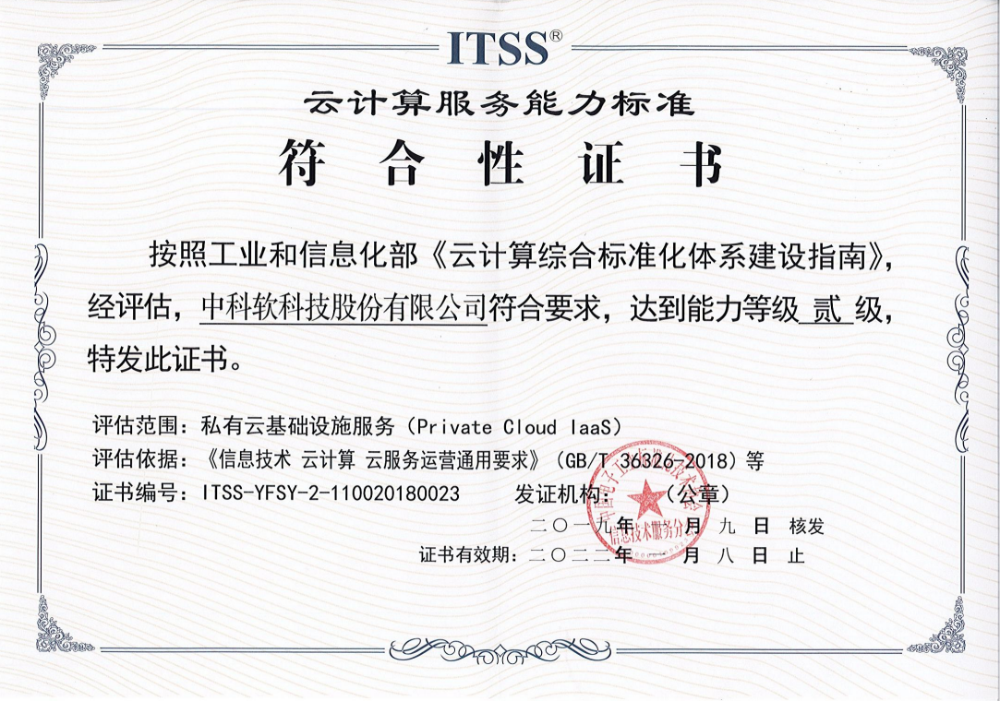 ITSS®
云计算服务能力标准
符合性证书
按照工业和信息化部《云计算综合标准化体系建设指南》,
经评估,中科软科技股份有限公司符合要求,达到能力等级 贰 级,
特发此证书。
评估范围: 私有云基础设施服务(Private Cloud IaaS)
评估依据: 《信息技术 云计算 云服务运营通用要求》(GB/T 36326-2018)等
证书编号: ITSS-YFSY-2-110020180023 发证机构: (公章)
信息技术服务分
二〇一九年 月 九 日 核发
证书有效期: 二〇二二年 月 八 日 止